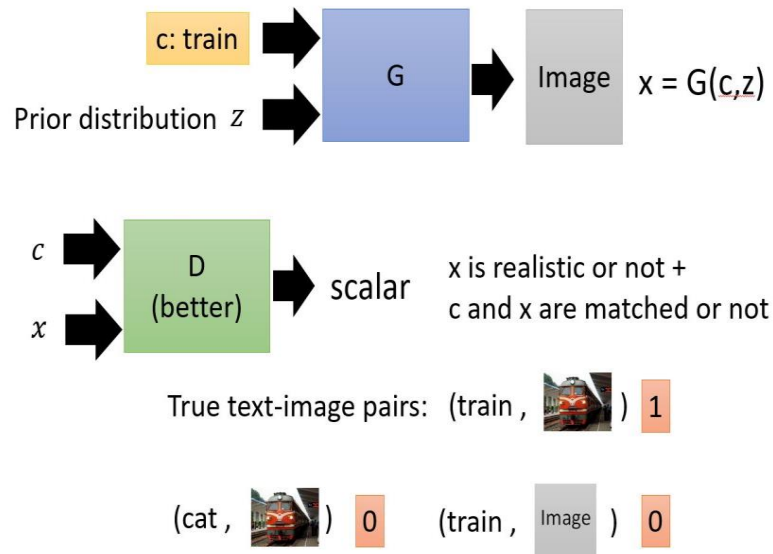 c: train
G
Image
x = G(c,z)
Prior distribution z
c
D
(better)
scalar
x is realistic or not +
c and x are matched or not
x
True text-image pairs: (train , ) 1
(cat , ) 0 (train , Image ) 0